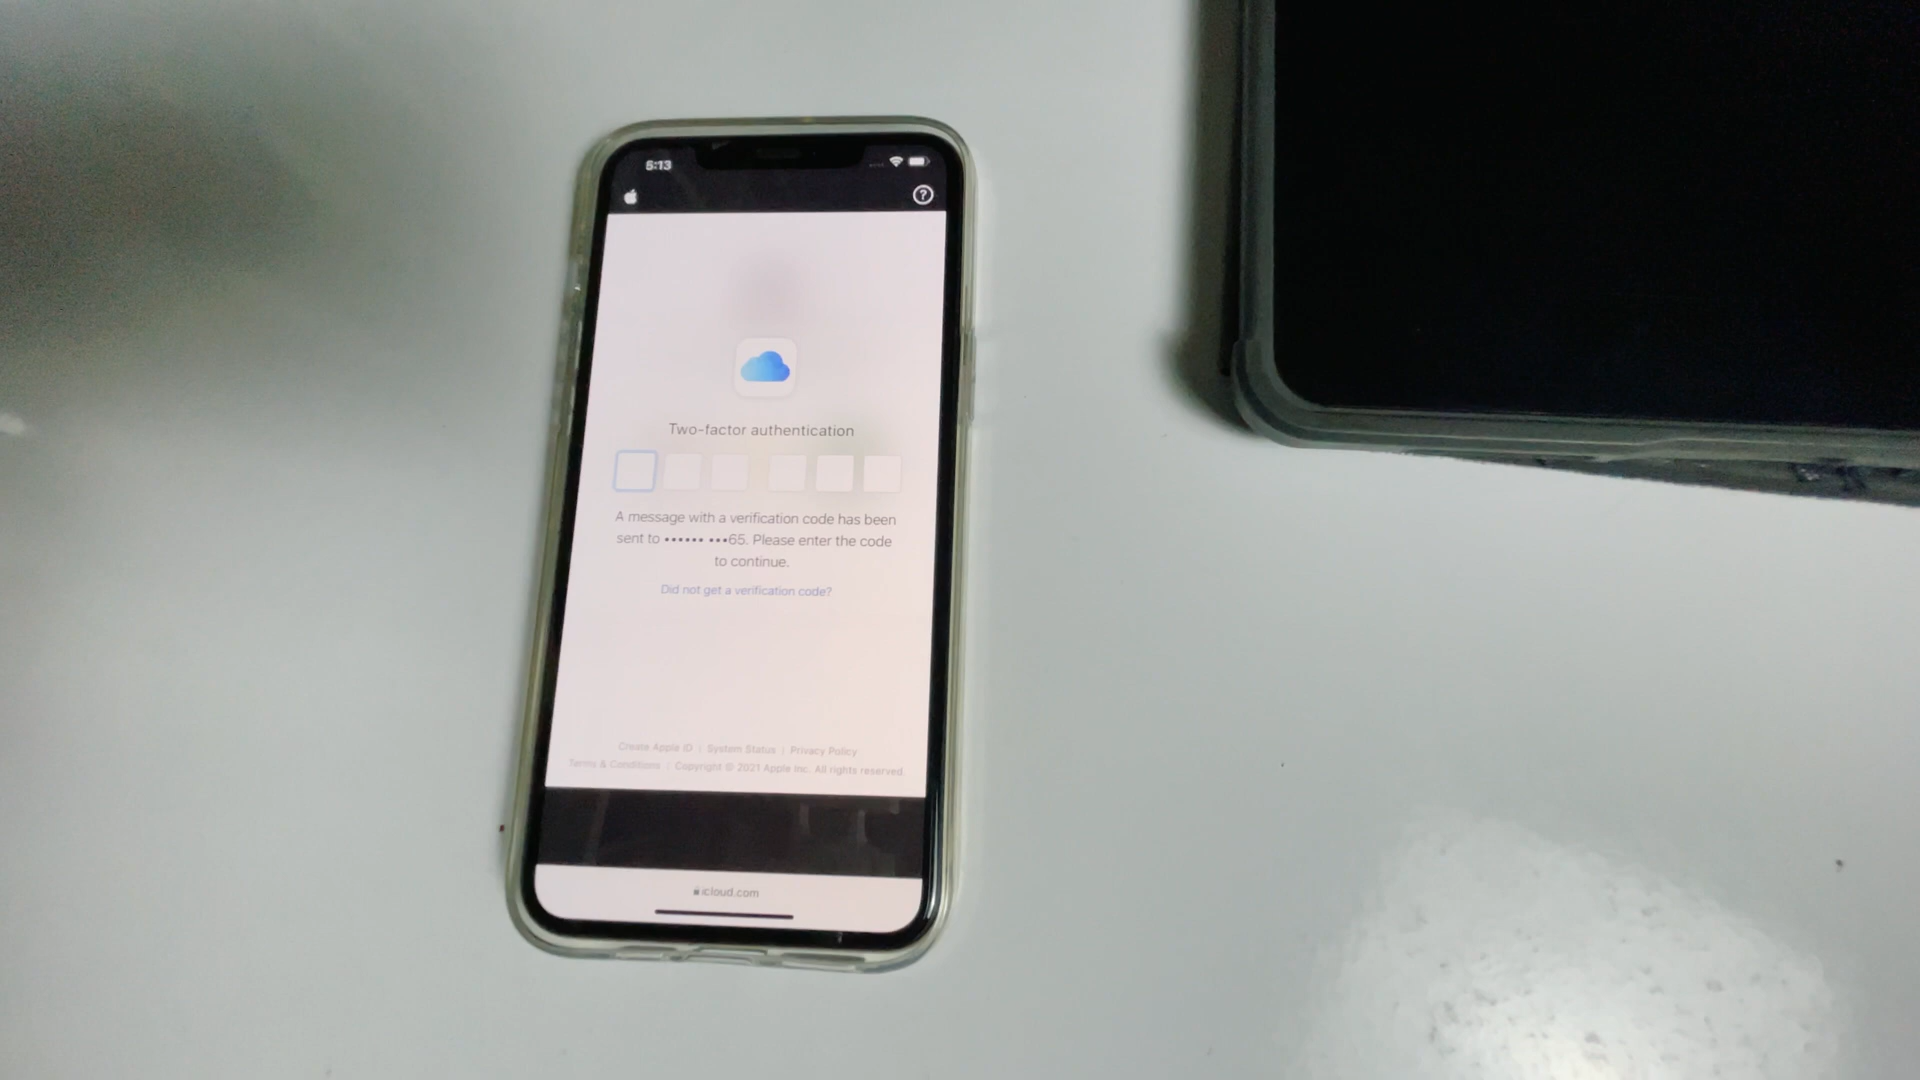 5:13
Two-factor authentication
A message with a verification code has been
sent to •••••• •••65. Please enter the code
to continue.
Did not get a verification code?
Create Apple ID | System Status | Privacy Policy
Terms & Conditions | Copyright © 2021 Apple Inc. All rights reserved.
icloud.com